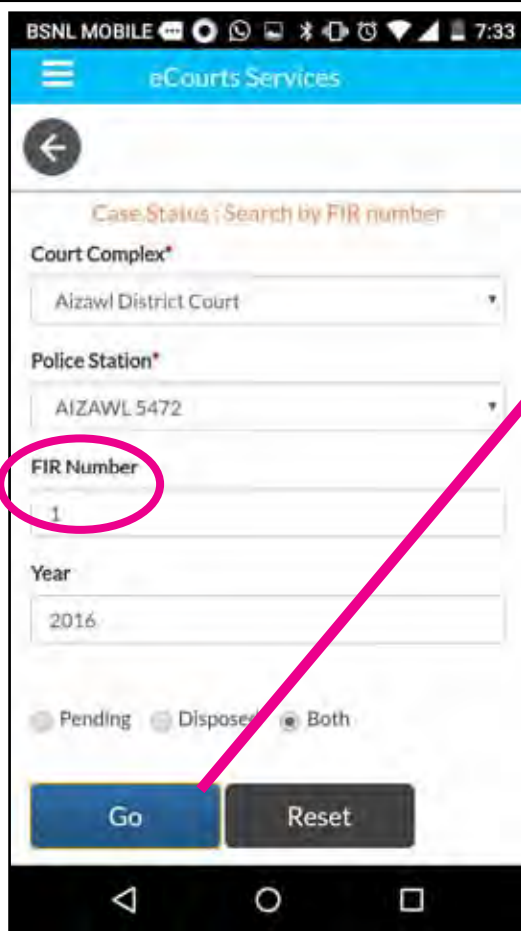 BSNL MOBILE 7:33
eCourts Services
Case Status : Search by FIR number
Court Complex*
Aizawl District Court
Police Station*
AIZAWL 5472
FIR Number
1
Year
2016
Pending Disposed Both
Go Reset